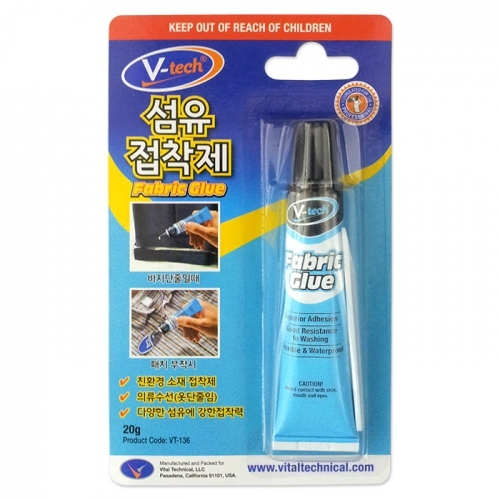 KEEP OUT OF REACH OF CHILDREN
V-tech®
섬유
접착제
Fabric Glue
바지단줄일때
패치 부착시
친환경 소재 접착제
의류수선(옷단줄임)
다양한 섬유에 강한접착력
20g
Product Code: VT-136
V-tech
Fabric
Glue
Superior Adhesion
Good Resistance
to Washing
Flexible & Waterproof
CAUTION!
Avoid contact with skin,
mouth and eyes.
Manufactured and Packed for
Vital Technical, LLC
Pasadena, California 91101, USA.
www.vitaltechnical.com